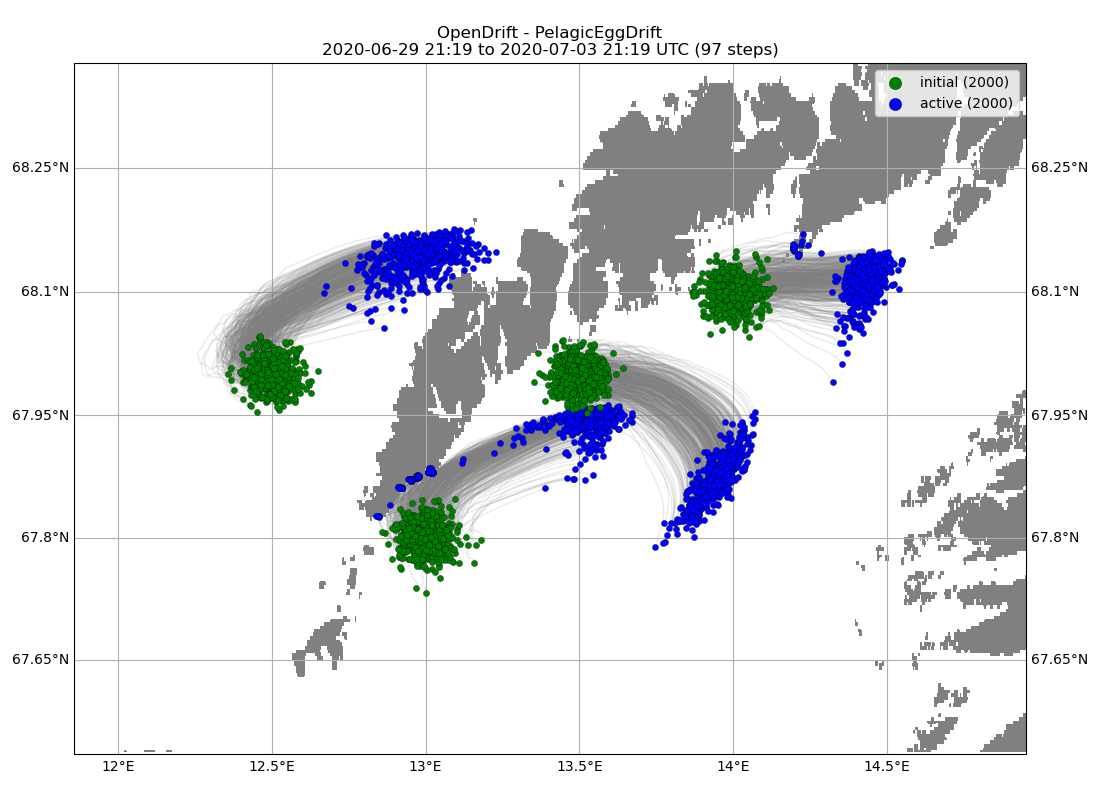 OpenDrift - PelagicEggDrift
2020-06-29 21:19 to 2020-07-03 21:19 UTC (97 steps)
initial (2000)
active (2000)
68.25°N
68.25°N
68.1°N
68.1°N
67.95°N
67.95°N
67.8°N
67.8°N
67.65°N
67.65°N
12°E
12.5°E
13°E
13.5°E
14°E
14.5°E